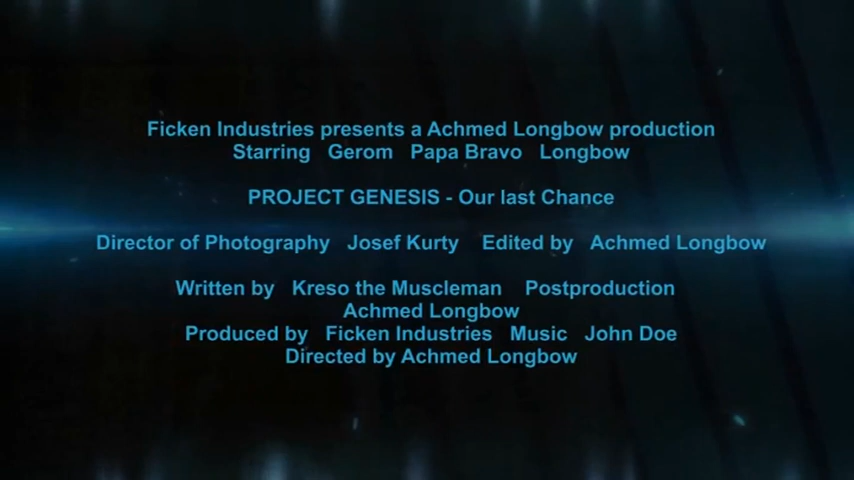 Ficken Industries presents a Achmed Longbow production
Starring Gerom Papa Bravo Longbow
PROJECT GENESIS - Our last Chance
Director of Photography Josef Kurty Edited by Achmed Longbow
Written by Kreso the Muscleman Postproduction
Achmed Longbow
Produced by Ficken Industries Music John Doe
Directed by Achmed Longbow